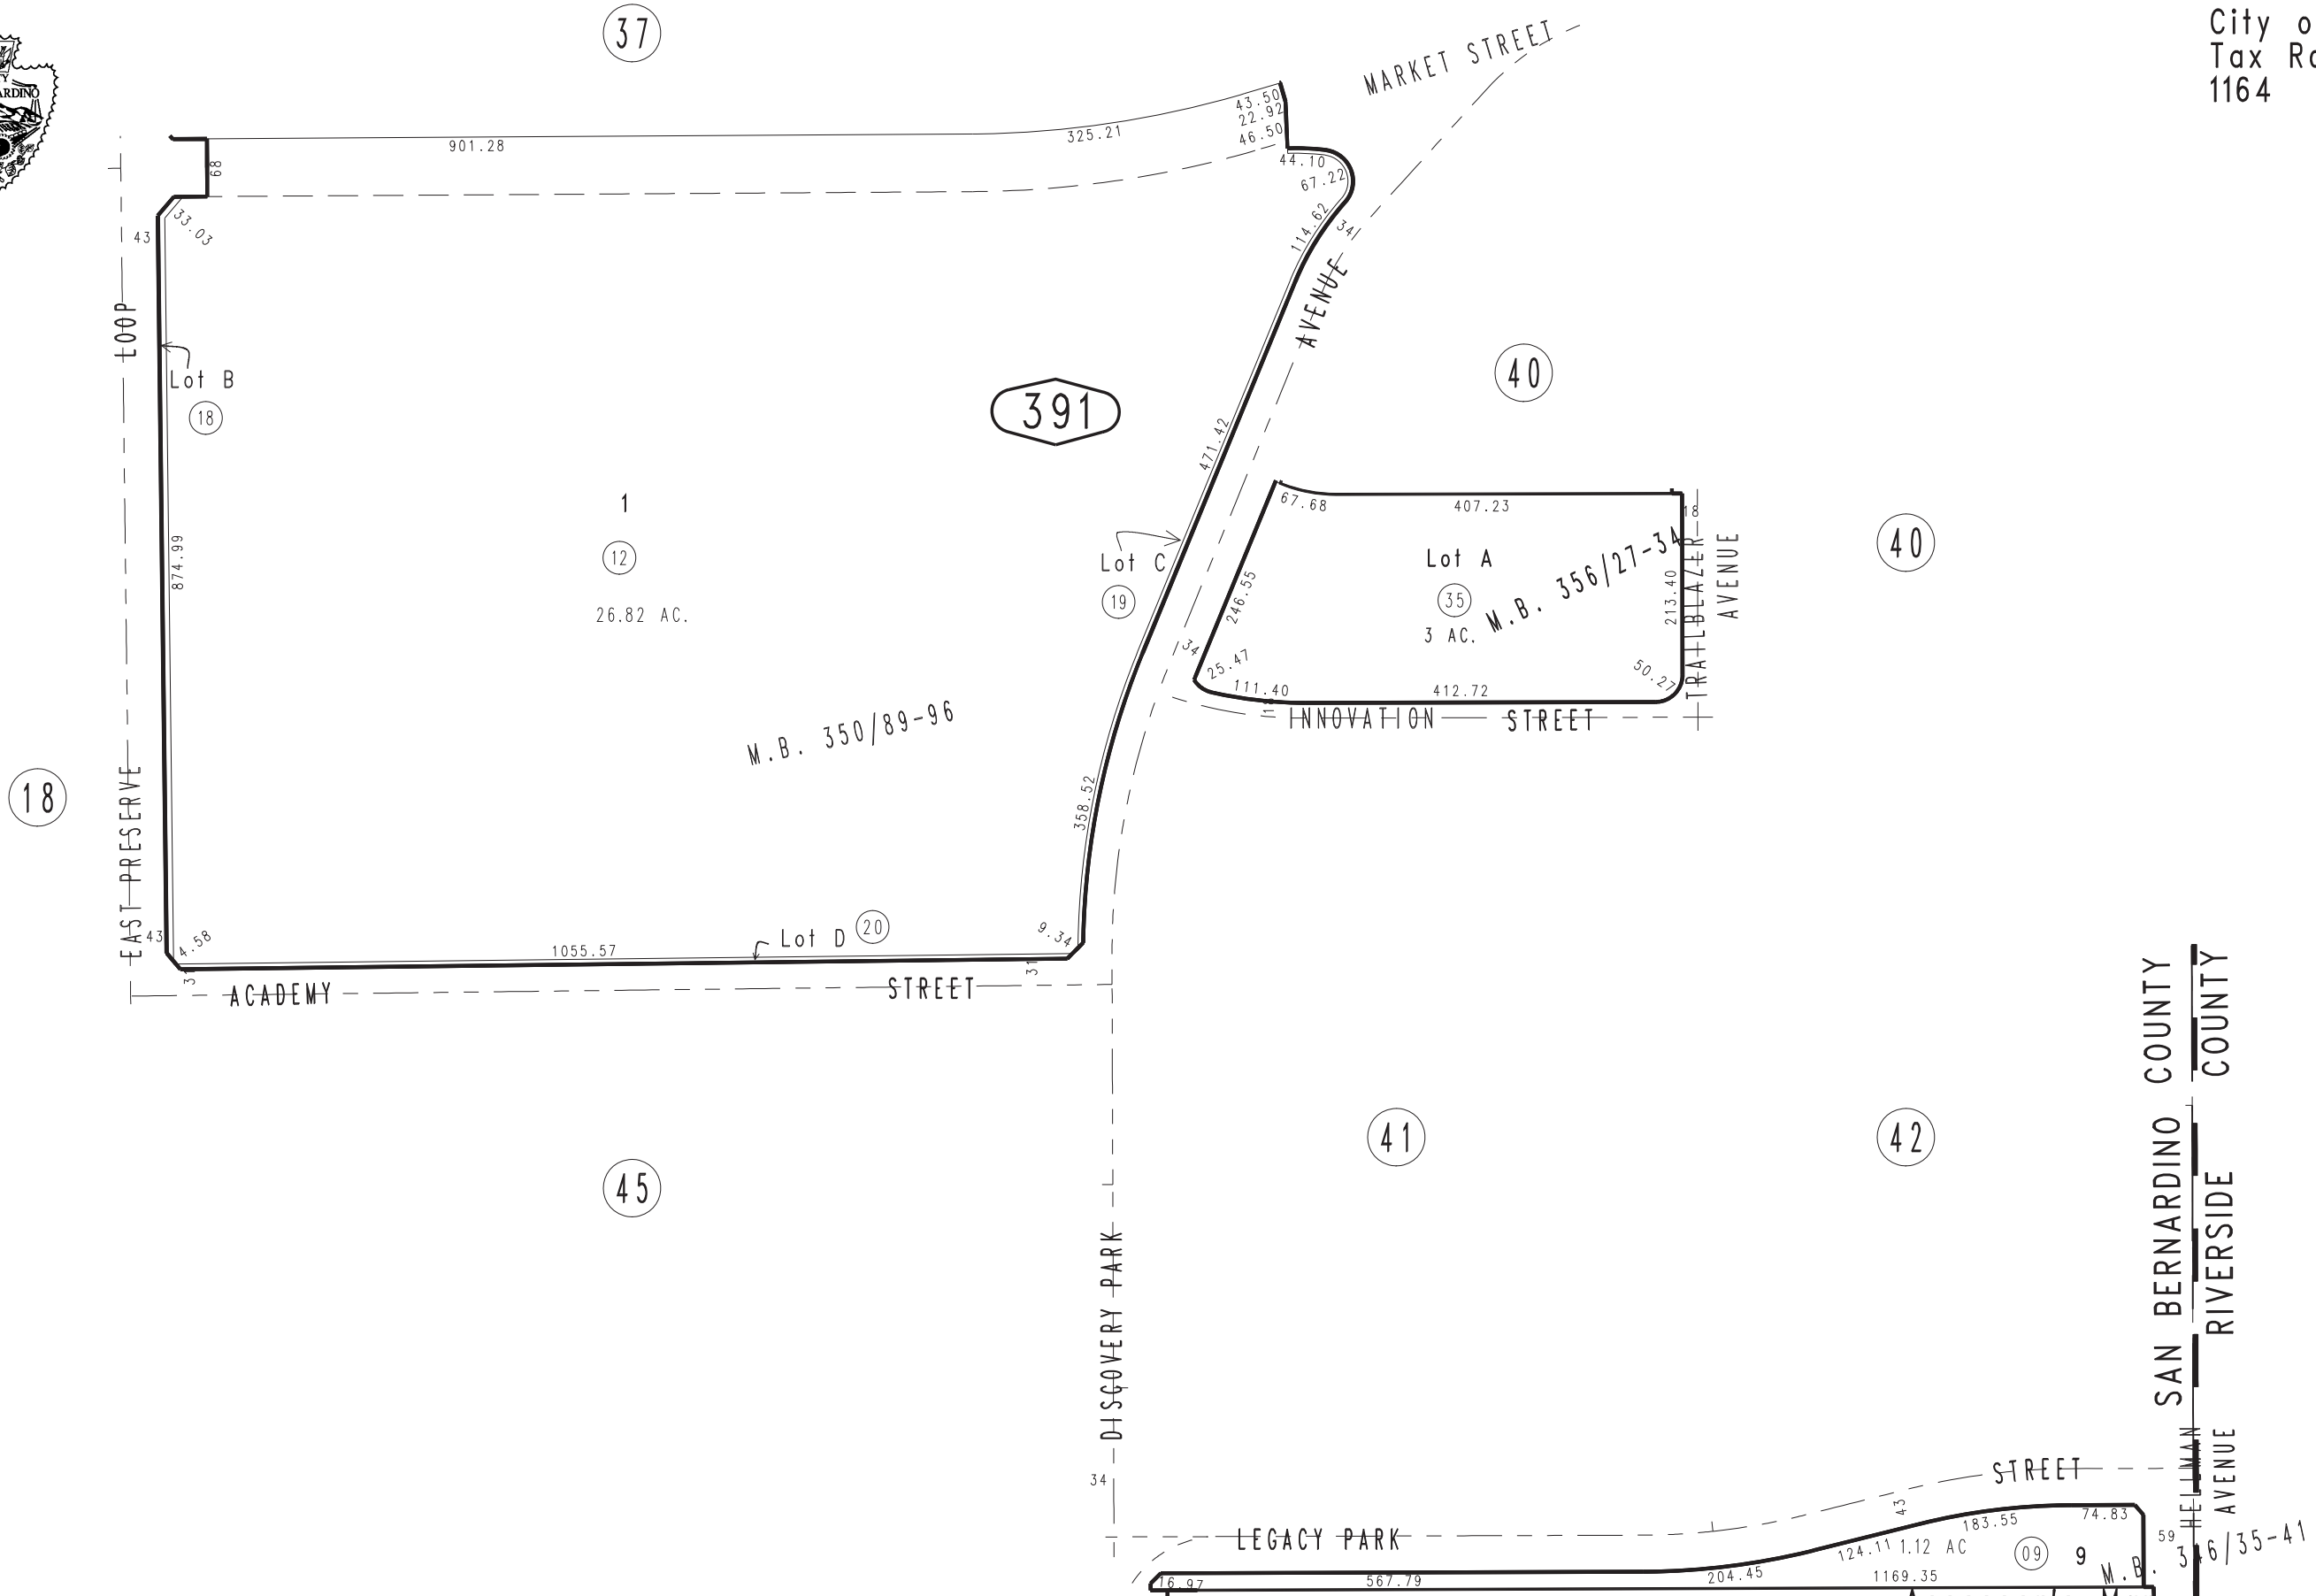 37
MARKET STREET
City o
Tax Ra
1164
ARDINO
43.50
22.92
46.50
325.21
901.28
68
44.10
67.22
33.03
43
114.62
34
LOOP
AVENUE
Lot B
18
391
40
471.42
1
12
26.82 AC.
874.99
67.68
407.23
18
Lot C
19
Lot A
35
3 AC.
M.B. 356/27-34
246.55
213.40
TRAILBLAZER
AVENUE
40
34
25.47
111.40
412.72
50.27
INNOVATION STREET
M.B. 350/89-96
18
EAST PRESERVE
358.52
43
4.58
1055.57
Lot D
20
9.34
31
ACADEMY STREET
SAN BERNARDINO COUNTY
RIVERSIDE COUNTY
45
41
42
DISCOVERY PARK
34
HELLMAN
AVENUE
LEGACY PARK STREET
43
183.55
74.83
59
124.11
1.12 AC
09
9
M.B. 346/35-41
16.97
567.79
204.45
1169.35